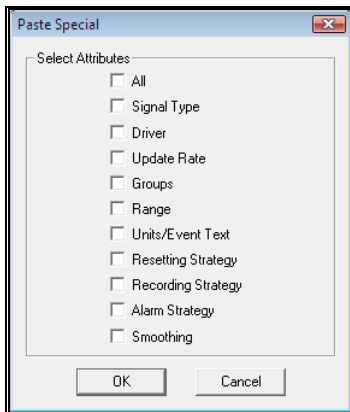 Paste Special
Select Attributes
All
Signal Type
Driver
Update Rate
Groups
Range
Units/Event Text
Resetting Strategy
Recording Strategy
Alarm Strategy
Smoothing
OK Cancel